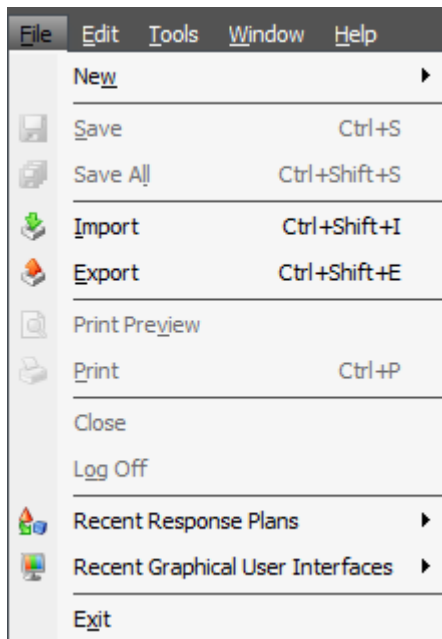 File Edit Tools Window Help
New
Save Ctrl+S
Save All Ctrl+Shift+S
Import Ctrl+Shift+I
Export Ctrl+Shift+E
Print Preview
Print Ctrl+P
Close
Log Off
Recent Response Plans
Recent Graphical User Interfaces
Exit